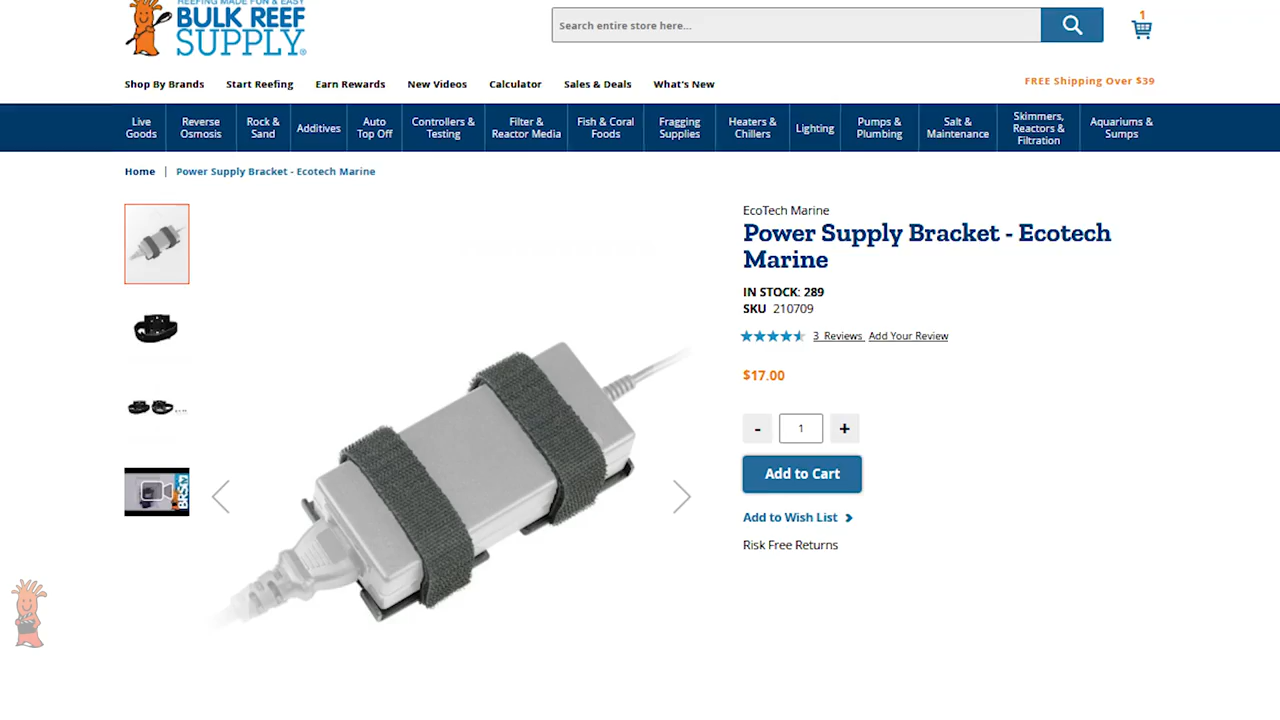 REEFING MADE FUN & EASY
BULK REEF
SUPPLY
Search entire store here...
1
Shop By Brands
Start Reefing
Earn Rewards
New Videos
Calculator
Sales & Deals
What's New
FREE Shipping Over $39
Live
Goods
Reverse
Osmosis
Rock &
Sand
Additives
Auto
Top Off
Controllers &
Testing
Filter &
Reactor Media
Fish & Coral
Foods
Fragging
Supplies
Heaters &
Chillers
Lighting
Pumps &
Plumbing
Salt &
Maintenance
Skimmers,
Reactors &
Filtration
Aquariums &
Sumps
Home | Power Supply Bracket - Ecotech Marine
EcoTech Marine
Power Supply Bracket - Ecotech
Marine
IN STOCK: 289
SKU 210709
3 Reviews Add Your Review
$17.00
- 1 +
Add to Cart
Add to Wish List
Risk Free Returns
BRStv